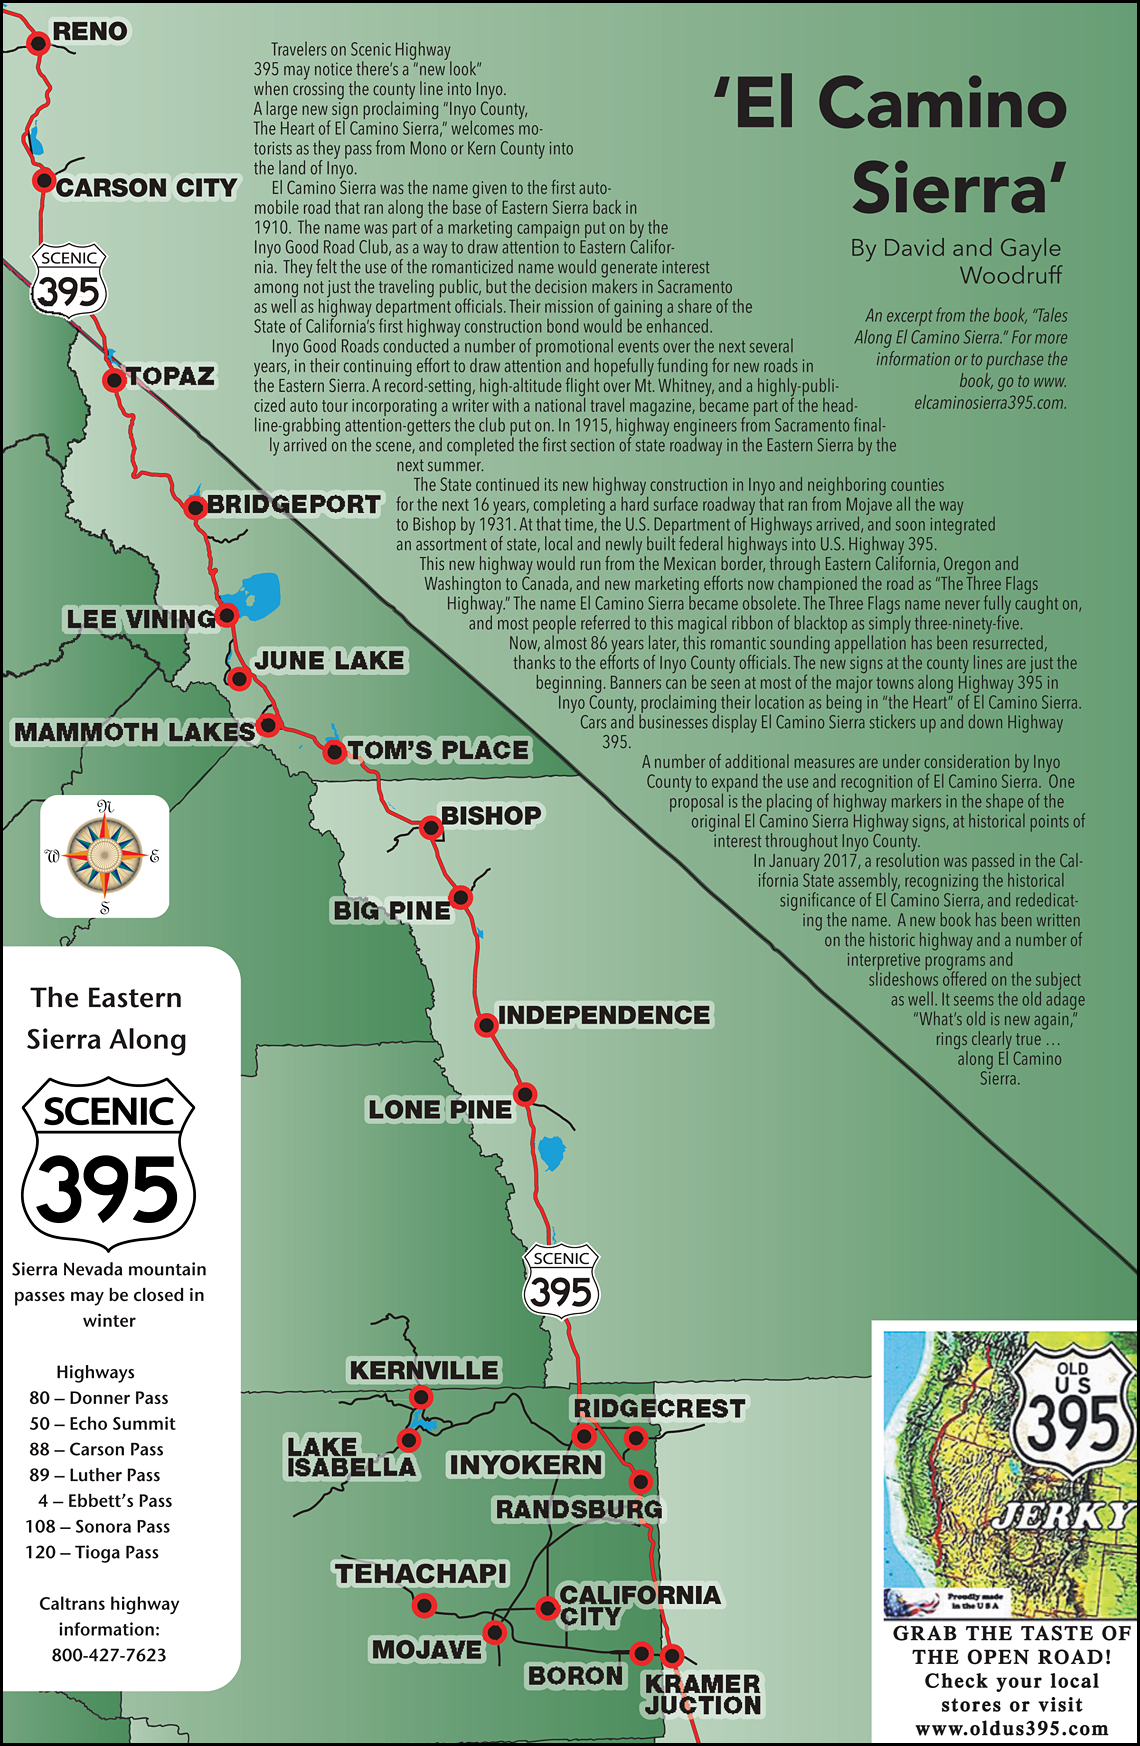 RENO
CARSON CITY
SCENIC
395
TOPAZ
BRIDGEPORT
LEE VINING
JUNE LAKE
MAMMOTH LAKES
TOM'S PLACE
BISHOP
BIG PINE
INDEPENDENCE
LONE PINE
SCENIC
395
KERNVILLE
LAKE
ISABELLA
RIDGECREST
INYOKERN
RANDSBURG
TEHACHAPI
CALIFORNIA
CITY
MOJAVE
BORON
KRAMER
JUCTION
N
W
E
S
‘El Camino
Sierra’
By David and Gayle
Woodruff
An excerpt from the book, “Tales
Along El Camino Sierra.” For more
information or to purchase the
book, go to www.
elcaminosierra395.com.
Travelers on Scenic Highway
395 may notice there’s a “new look”
when crossing the county line into Inyo.
A large new sign proclaiming “Inyo County,
The Heart of El Camino Sierra,” welcomes mo-
torists as they pass from Mono or Kern County into
the land of Inyo.
El Camino Sierra was the name given to the first auto-
mobile road that ran along the base of Eastern Sierra back in
1910. The name was part of a marketing campaign put on by the
Inyo Good Road Club, as a way to draw attention to Eastern Califor-
nia. They felt the use of the romanticized name would generate interest
among not just the traveling public, but the decision makers in Sacramento
as well as highway department officials. Their mission of gaining a share of the
State of California’s first highway construction bond would be enhanced.
Inyo Good Roads conducted a number of promotional events over the next several
years, in their continuing effort to draw attention and hopefully funding for new roads in
the Eastern Sierra. A record-setting, high-altitude flight over Mt. Whitney, and a highly-publi-
cized auto tour incorporating a writer with a national travel magazine, became part of the head-
line-grabbing attention-getters the club put on. In 1915, highway engineers from Sacramento final-
ly arrived on the scene, and completed the first section of state roadway in the Eastern Sierra by the
next summer.
The State continued its new highway construction in Inyo and neighboring counties
for the next 16 years, completing a hard surface roadway that ran from Mojave all the way
to Bishop by 1931. At that time, the U.S. Department of Highways arrived, and soon integrated
an assortment of state, local and newly built federal highways into U.S. Highway 395.
This new highway would run from the Mexican border, through Eastern California, Oregon and
Washington to Canada, and new marketing efforts now championed the road as “The Three Flags
Highway.” The name El Camino Sierra became obsolete. The Three Flags name never fully caught on,
and most people referred to this magical ribbon of blacktop as simply three-ninety-five.
Now, almost 86 years later, this romantic sounding appellation has been resurrected,
thanks to the efforts of Inyo County officials. The new signs at the county lines are just the
beginning. Banners can be seen at most of the major towns along Highway 395 in
Inyo County, proclaiming their location as being in “the Heart” of El Camino Sierra.
Cars and businesses display El Camino Sierra stickers up and down Highway
395.
A number of additional measures are under consideration by Inyo
County to expand the use and recognition of El Camino Sierra. One
proposal is the placing of highway markers in the shape of the
original El Camino Sierra Highway signs, at historical points of
interest throughout Inyo County.
In January 2017, a resolution was passed in the Cal-
ifornia State assembly, recognizing the historical
significance of El Camino Sierra, and rededicat-
ing the name. A new book has been written
on the historic highway and a number of
interpretive programs and
slideshows offered on the subject
as well. It seems the old adage
“What’s old is new again,”
rings clearly true …
along El Camino
Sierra.
The Eastern
Sierra Along
SCENIC
395
Sierra Nevada mountain
passes may be closed in
winter
Highways
80 – Donner Pass
50 – Echo Summit
88 – Carson Pass
89 – Luther Pass
4 – Ebbett’s Pass
108 – Sonora Pass
120 – Tioga Pass
Caltrans highway
information:
800-427-7623
OLD
U S
395
JERKY
Proudly made
in the U S A
GRAB THE TASTE OF
THE OPEN ROAD!
Check your local
stores or visit
www.oldus395.com